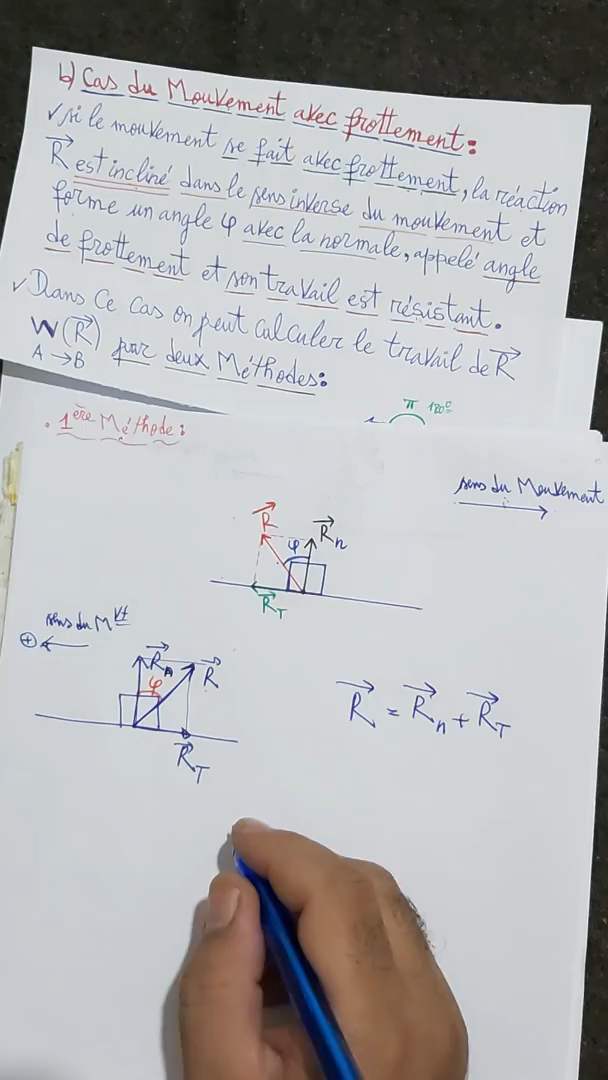 b) Cas du Mouvement avec frottement:
✓ si le mouvement se fait avec frottement, la réaction
R est incliné dans le sens inverse du mouvement et
forme un angle φ avec la normale, appelé angle
de frottement et son travail est résistant.
✓ Dans ce cas on peut calculer le travail de R
W(R) par deux Méthodes:
A → B
π 180°
. 1ère Méthode:
sens du Mouvement
R
Rn
φ
RT
sens du Mvt
⊕
Rn
φ
R
RT
R = Rn + RT